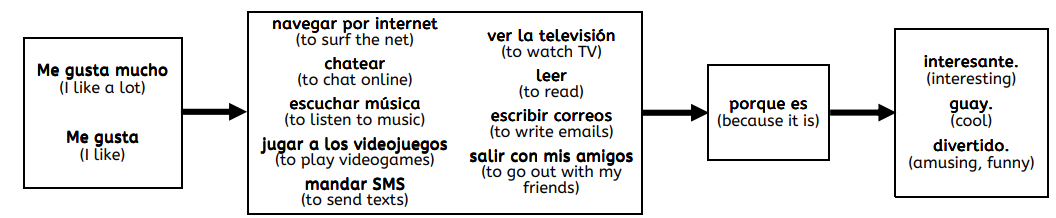 Me gusta mucho
(I like a lot)
Me gusta
(I like)
navegar por internet
(to surf the net)
chatear
(to chat online)
escuchar música
(to listen to music)
jugar a los videojuegos
(to play videogames)
mandar SMS
(to send texts)
ver la televisión
(to watch TV)
leer
(to read)
escribir correos
(to write emails)
salir con mis amigos
(to go out with my
friends)
porque es
(because it is)
interesante.
(interesting)
guay.
(cool)
divertido.
(amusing, funny)